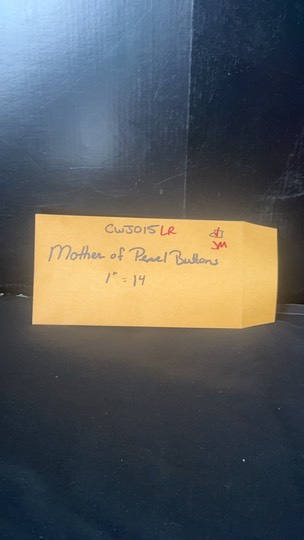 CWJ015LR
JM
Mother of Pearl Buttons
1" = 14